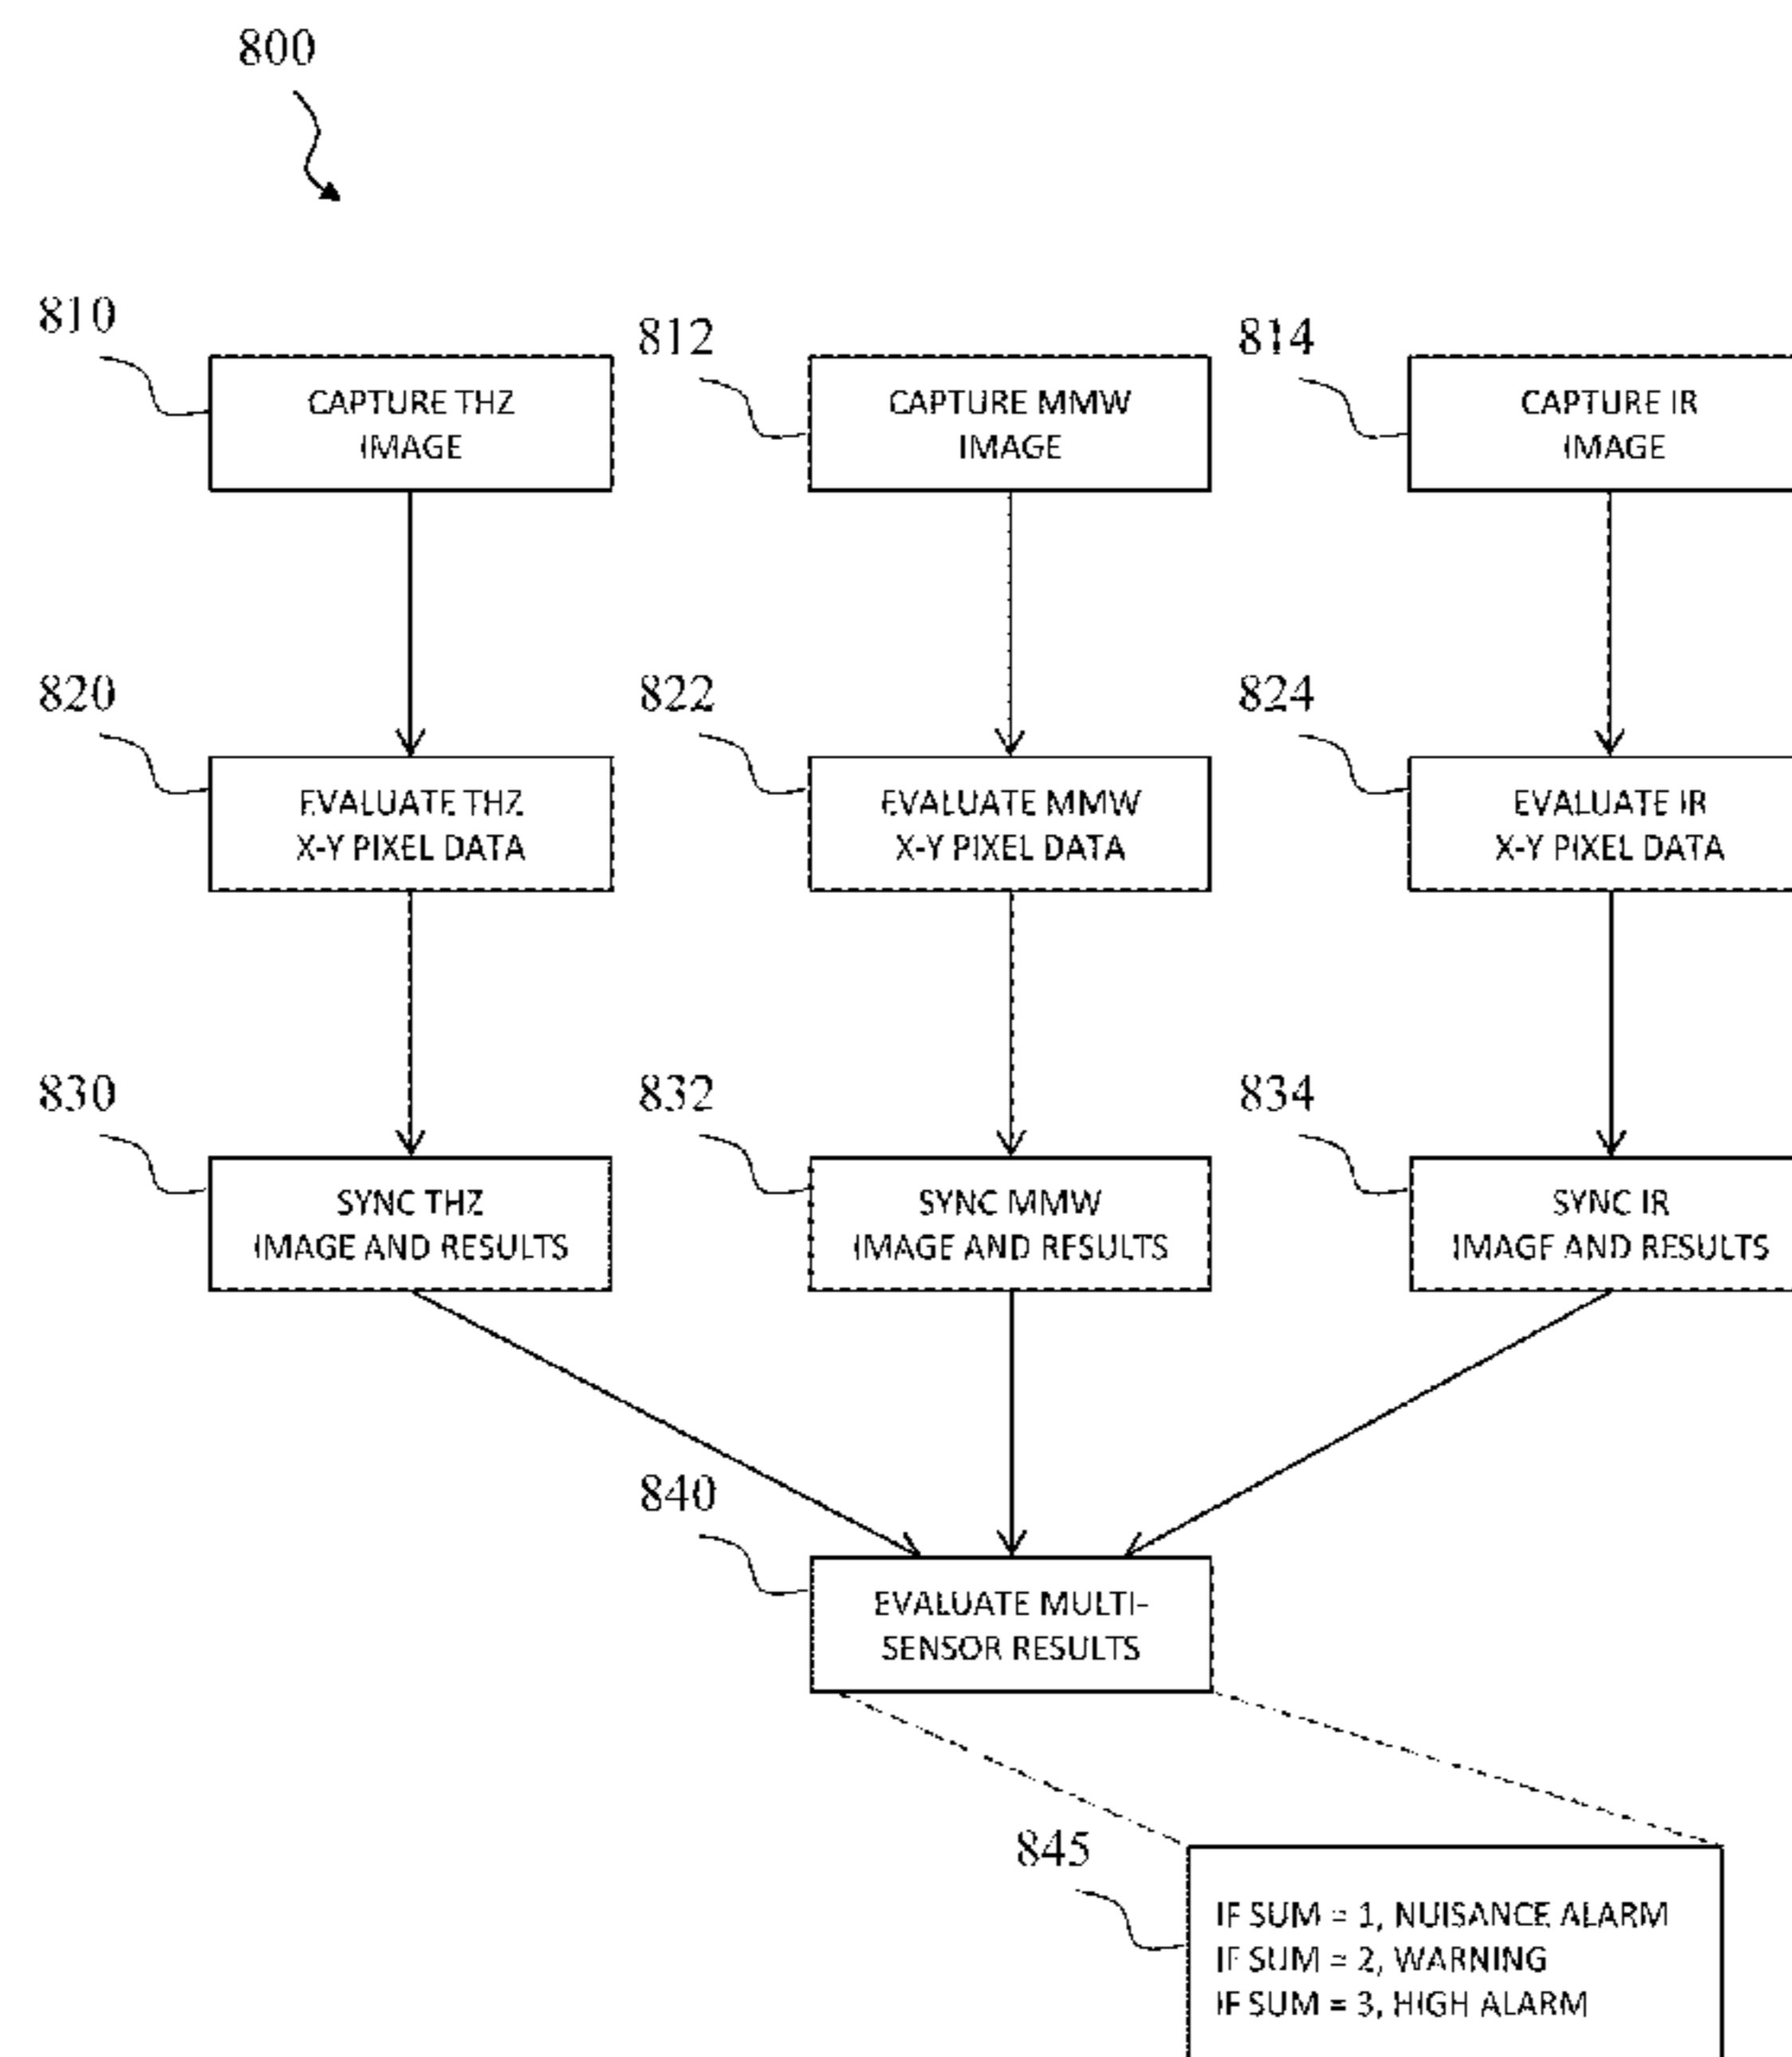 800
810
812
814
CAPTURE THZ
IMAGE
CAPTURE MMW
IMAGE
CAPTURE IR
IMAGE
820
822
824
EVALUATE THZ
X-Y PIXEL DATA
EVALUATE MMW
X-Y PIXEL DATA
EVALUATE IR
X-Y PIXEL DATA
830
832
834
SYNC THZ
IMAGE AND RESULTS
SYNC MMW
IMAGE AND RESULTS
SYNC IR
IMAGE AND RESULTS
840
EVALUATE MULTI-
SENSOR RESULTS
845
IF SUM = 1, NUISANCE ALARM
IF SUM = 2, WARNING
IF SUM = 3, HIGH ALARM